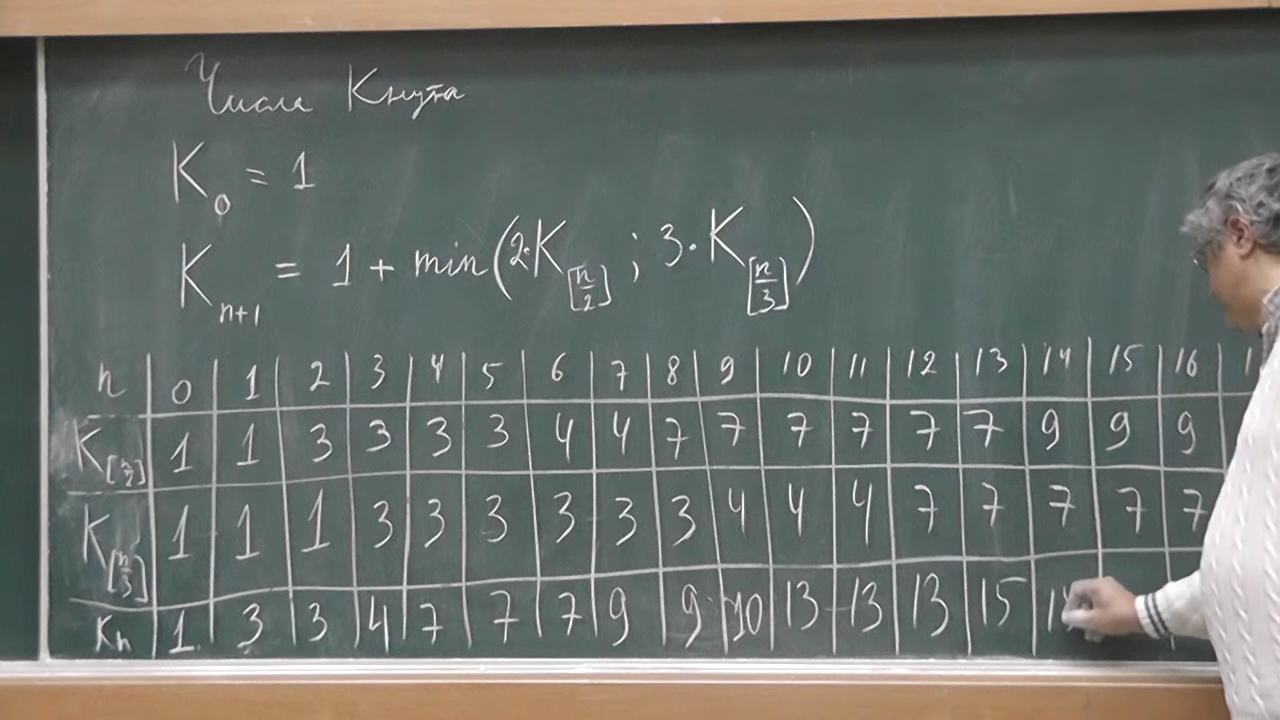 Числа Кнута
K₀ = 1
Kₙ₊₁ = 1 + min(2·K_[n/2] ; 3·K_[n/3])
n | 0 | 1 | 2 | 3 | 4 | 5 | 6 | 7 | 8 | 9 | 10 | 11 | 12 | 13 | 14 | 15 | 16
K_[n/2] | 1 | 1 | 3 | 3 | 3 | 3 | 4 | 4 | 7 | 7 | 7 | 7 | 7 | 7 | 9 | 9 | 9
K_[n/3] | 1 | 1 | 1 | 3 | 3 | 3 | 3 | 3 | 3 | 4 | 4 | 4 | 7 | 7 | 7 | 7 | 7
Kₙ | 1 | 3 | 3 | 4 | 7 | 7 | 7 | 9 | 9 | 10 | 13 | 13 | 13 | 15